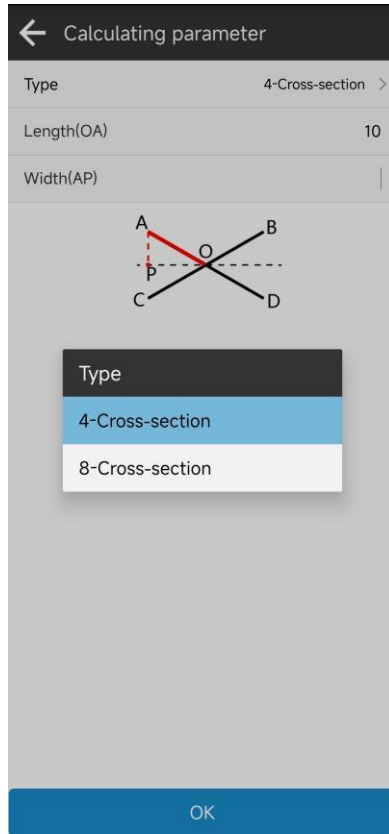 Calculating parameter
Type 4-Cross-section >
Length(OA) 10
Width(AP)
A
B
O
P
C
D
Type
4-Cross-section
8-Cross-section
OK